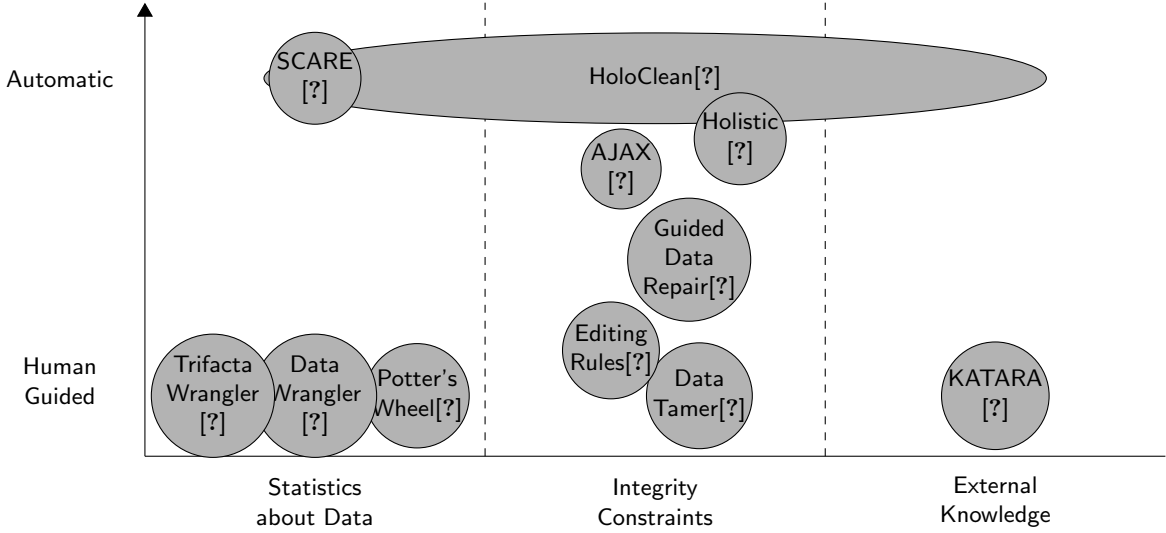 Automatic
SCARE
[?]
HoloClean[?]
Holistic
[?]
AJAX
[?]
Guided
Data
Repair[?]
Human
Guided
Trifacta
Wrangler
[?]
Data
Wrangler
[?]
Potter's
Wheel[?]
Editing
Rules[?]
Data
Tamer[?]
KATARA
[?]
Statistics
about Data
Integrity
Constraints
External
Knowledge